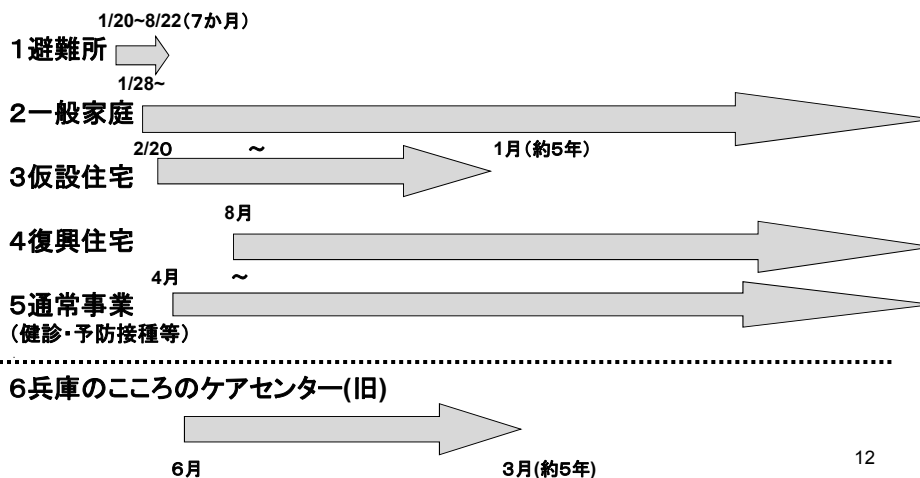 1/20~8/22(7か月)
１避難所
1/28~
２一般家庭
2/20 ～ 1月(約5年)
３仮設住宅
8月
４復興住宅
4月 ～
５通常事業
(健診・予防接種等)
６兵庫のこころのケアセンター(旧)
６月 ３月(約5年)
12